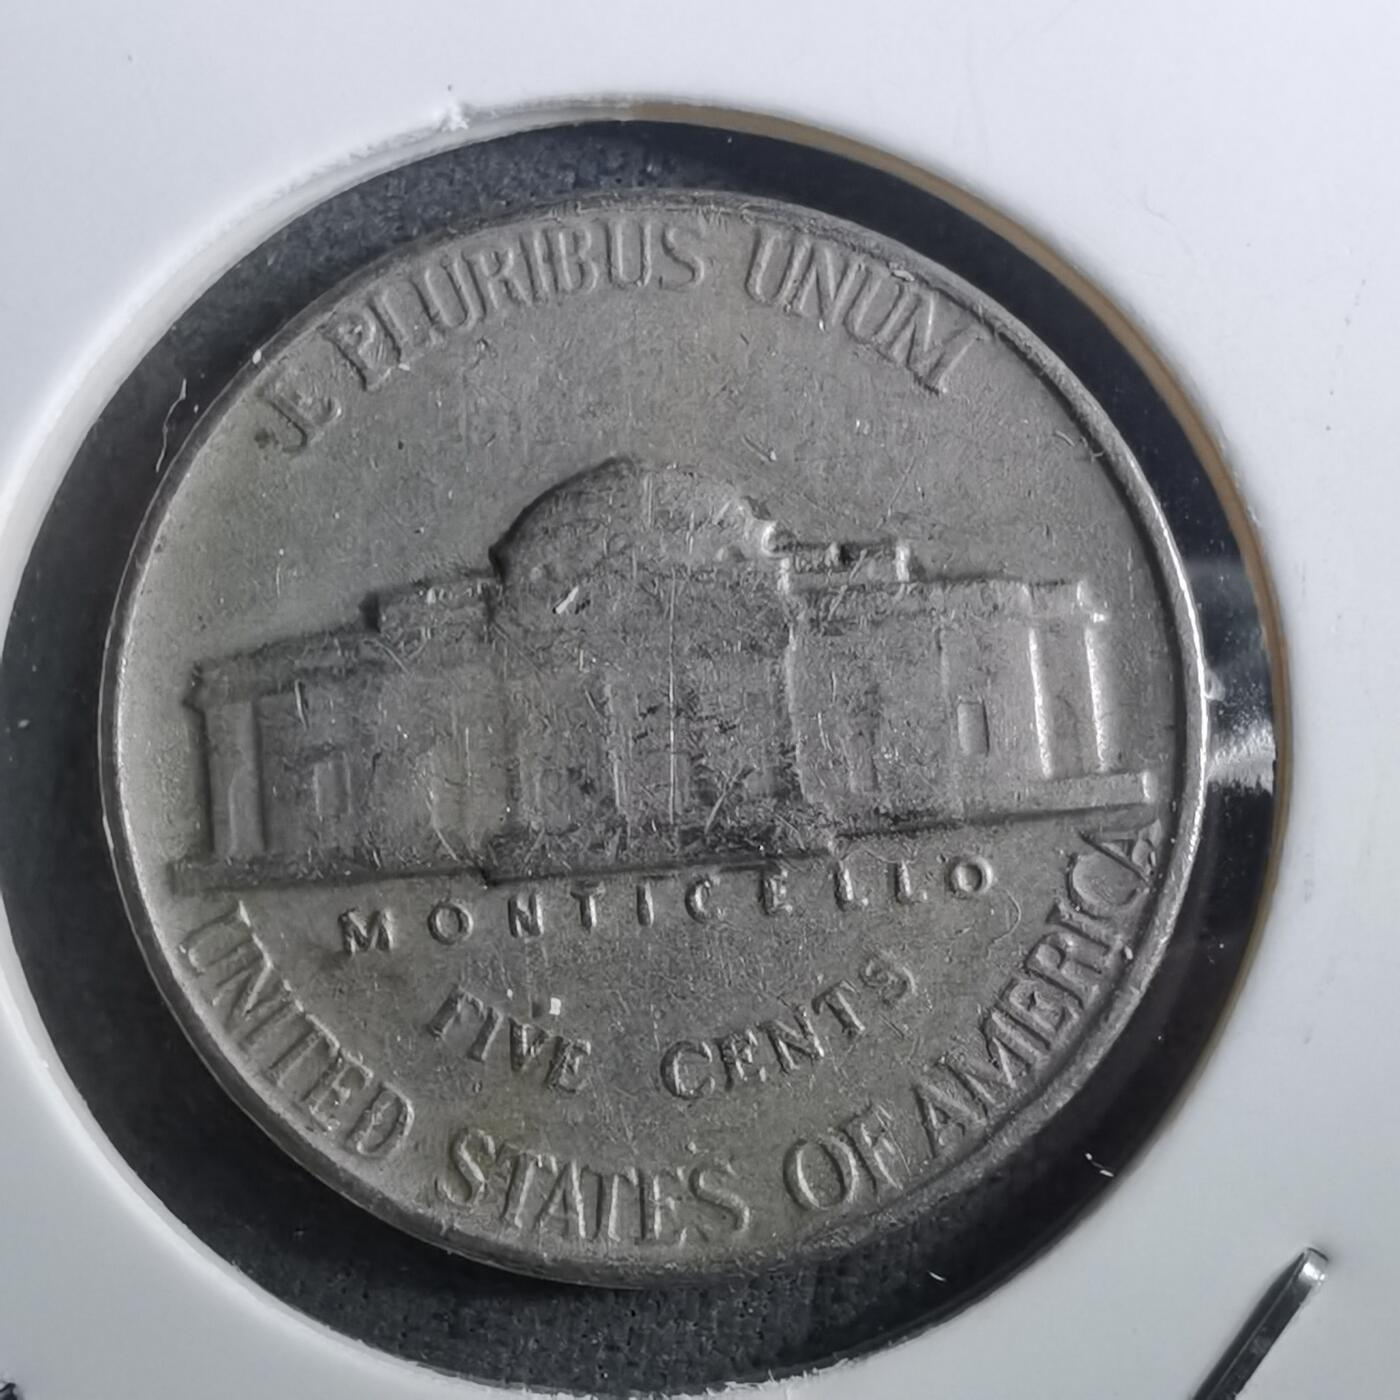 E PLURIBUS UNUM
MONTICELLO
FIVE CENTS
UNITED STATES OF AMERICA